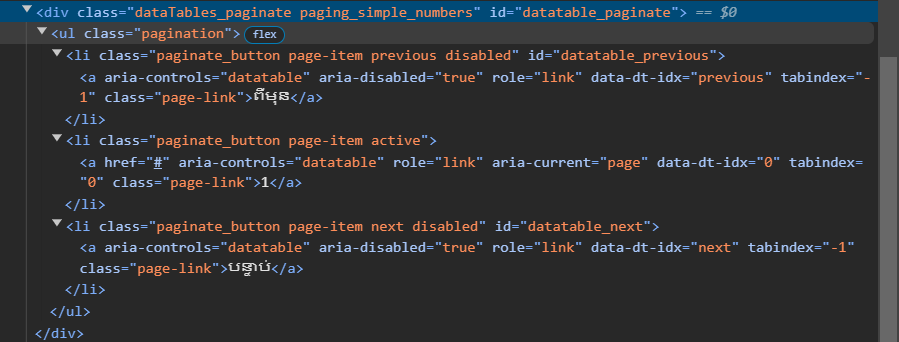 <div class="dataTables_paginate paging_simple_numbers" id="datatable_paginate"> == $0
<ul class="pagination"> flex
<li class="paginate_button page-item previous disabled" id="datatable_previous">
<a aria-controls="datatable" aria-disabled="true" role="link" data-dt-idx="previous" tabindex="-
1" class="page-link">ពីមុន</a>
</li>
<li class="paginate_button page-item active">
<a href="#" aria-controls="datatable" role="link" aria-current="page" data-dt-idx="0" tabindex=
"0" class="page-link">1</a>
</li>
<li class="paginate_button page-item next disabled" id="datatable_next">
<a aria-controls="datatable" aria-disabled="true" role="link" data-dt-idx="next" tabindex="-1"
class="page-link">បន្ទាប់</a>
</li>
</ul>
</div>